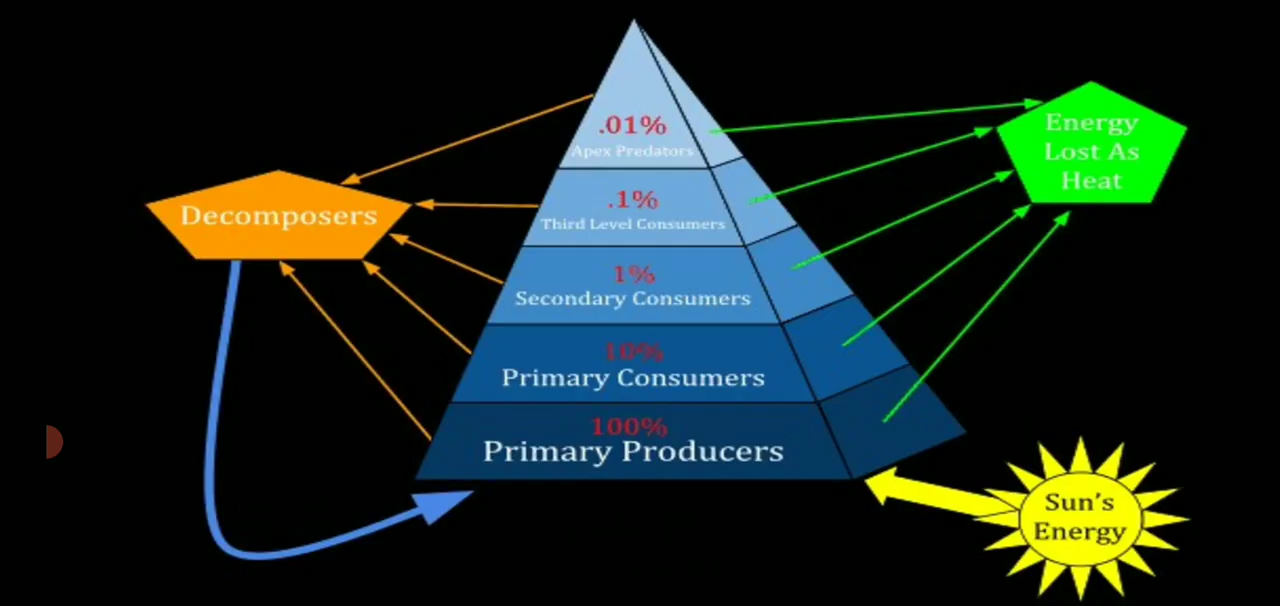 .01%
Apex Predators
Energy
Lost As
Heat
.1%
Third Level Consumers
Decomposers
1%
Secondary Consumers
10%
Primary Consumers
100%
Primary Producers
Sun's
Energy